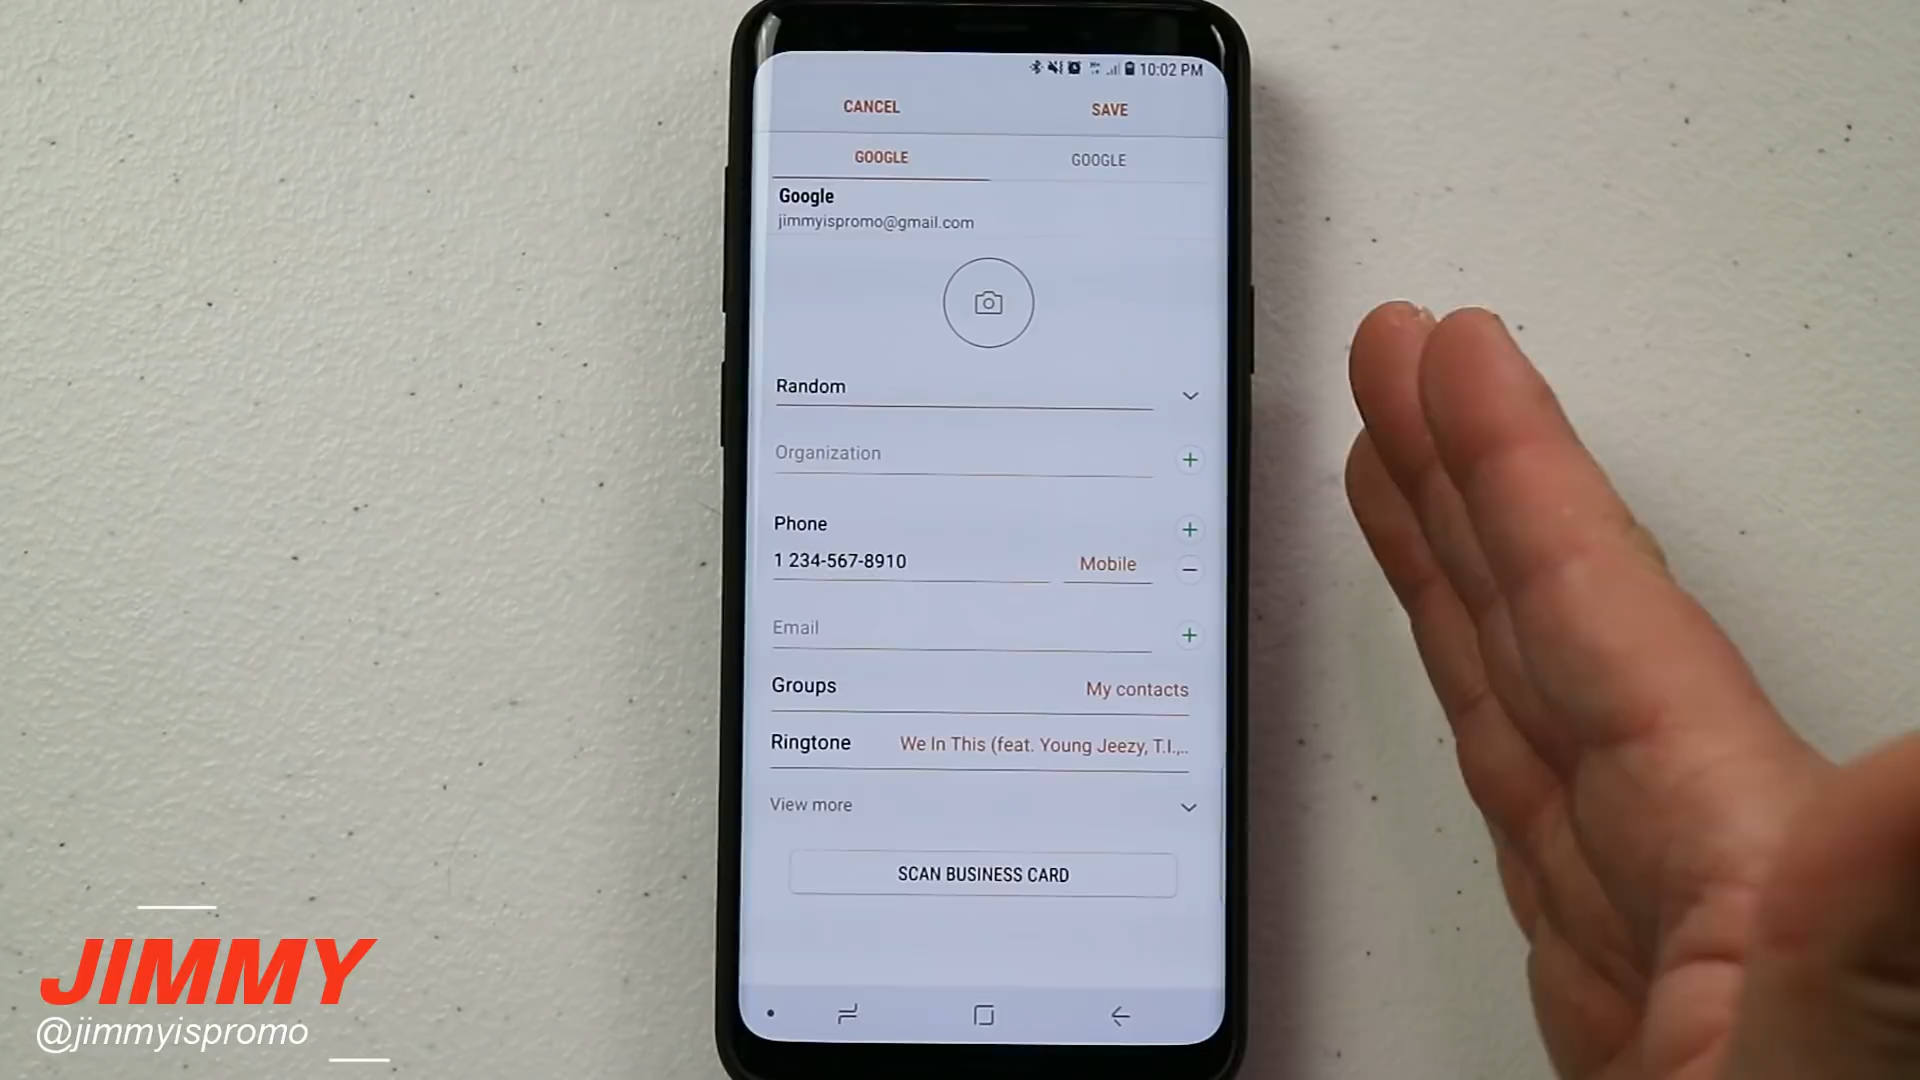 10:02 PM
CANCEL
SAVE
GOOGLE
GOOGLE
Google
jimmyispromo@gmail.com
Random
Organization
Phone
1 234-567-8910
Mobile
Email
Groups
My contacts
Ringtone
We In This (feat. Young Jeezy, T.I.,..
View more
SCAN BUSINESS CARD
JIMMY
@jimmyispromo